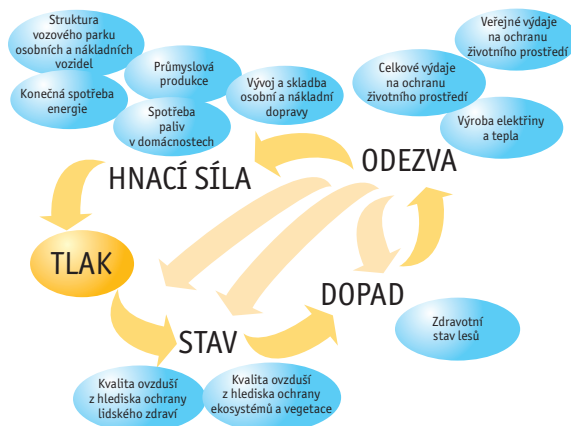 Struktura
vozového parku
osobních a nákladních
vozidel
Průmyslová
produkce
Konečná spotřeba
energie
Spotřeba
paliv
v domácnostech
Vývoj a skladba
osobní a nákladní
dopravy
Veřejné výdaje
na ochranu
životního prostředí
Celkové výdaje
na ochranu
životního prostředí
Výroba elektřiny
a tepla
HNACÍ SÍLA
ODEZVA
TLAK
DOPAD
STAV
Zdravotní
stav lesů
Kvalita ovzduší
z hlediska ochrany
lidského zdraví
Kvalita ovzduší
z hlediska ochrany
ekosystémů a vegetace